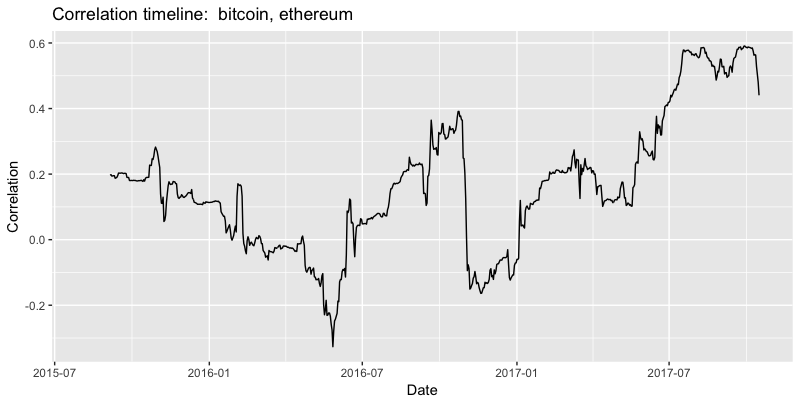 Correlation timeline:  bitcoin, ethereum
0.6
0.4
0.2
0.0
-0.2
Correlation
2015-07 2016-01 2016-07 2017-01 2017-07
Date